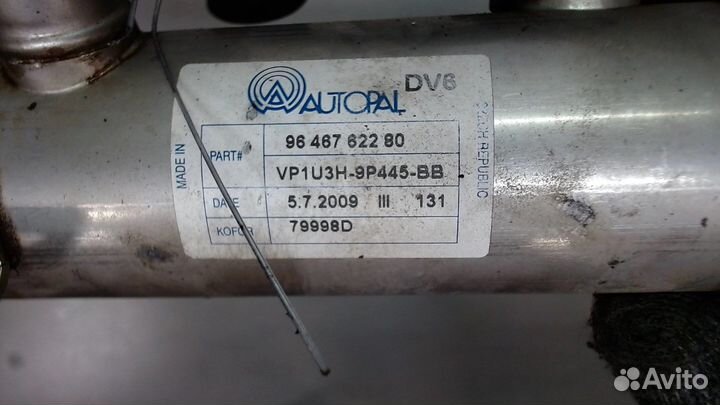 DV6
AUTOPAL
MADE IN
CZECH REPUBLIC
PART# 96 467 622 80
VP1U3H-9P445-BB
DATE 5.7.2009 III 131
79998D
Avito